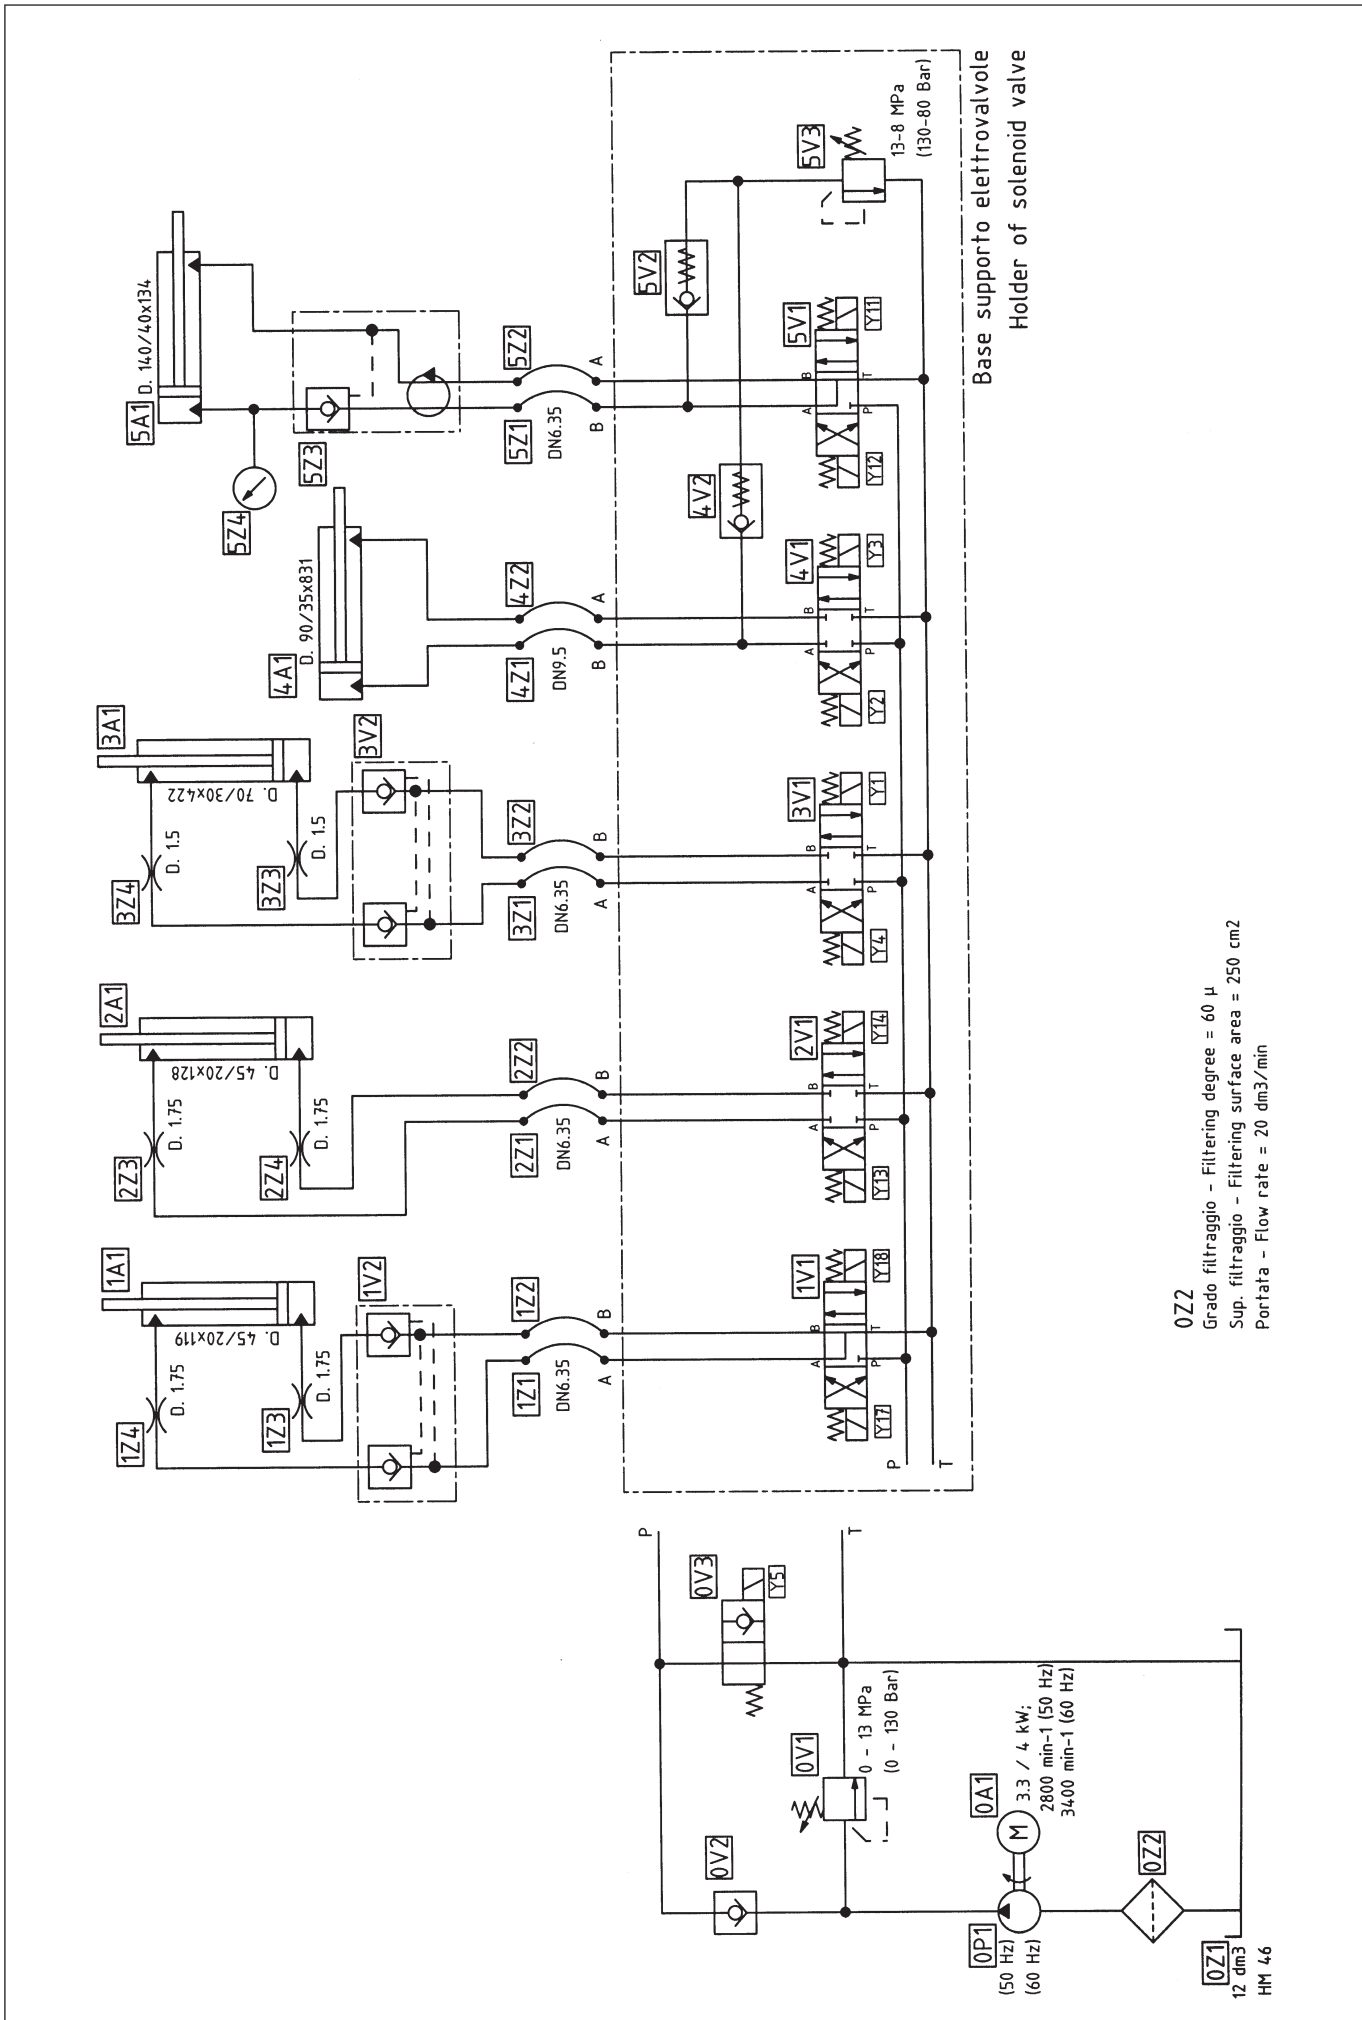 5A1
D. 140/40x134
5Z4
5Z3
5Z1
5Z2
DN6.35
B
A
5V2
5V1
A
B
P
T
Y12
Y11
5V3
13-8 MPa
(130-80 Bar)
Base supporto elettrovalvole
Holder of solenoid valve
4A1
D. 90/35x831
4Z1
4Z2
DN9.5
B
A
4V2
4V1
A
B
P
T
Y2
Y3
3A1
D. 70/30x422
3Z4
D. 1.5
3Z3
D. 1.5
3V2
3Z1
3Z2
DN6.35
A
B
3V1
A
B
P
T
Y4
Y1
2A1
D. 45/20x128
2Z3
D. 1.75
2Z4
D. 1.75
2Z1
2Z2
DN6.35
A
B
2V1
A
B
P
T
Y13
Y14
1A1
D. 45/20x119
1Z4
D. 1.75
1Z3
D. 1.75
1V2
1Z1
1Z2
DN6.35
A
B
1V1
A
B
P
T
Y17
Y18
P
T
P
T
0V3
Y5
0V1
0 - 13 MPa
(0 - 130 Bar)
0V2
0A1
M
3.3 / 4 kW;
2800 min-1 (50 Hz)
3400 min-1 (60 Hz)
0P1
(50 Hz)
(60 Hz)
0Z2
0Z1
12 dm3
HM 46
0Z2
Grado filtraggio - Filtering degree = 60 µ
Sup. filtraggio - Filtering surface area = 250 cm2
Portata - Flow rate = 20 dm3/min